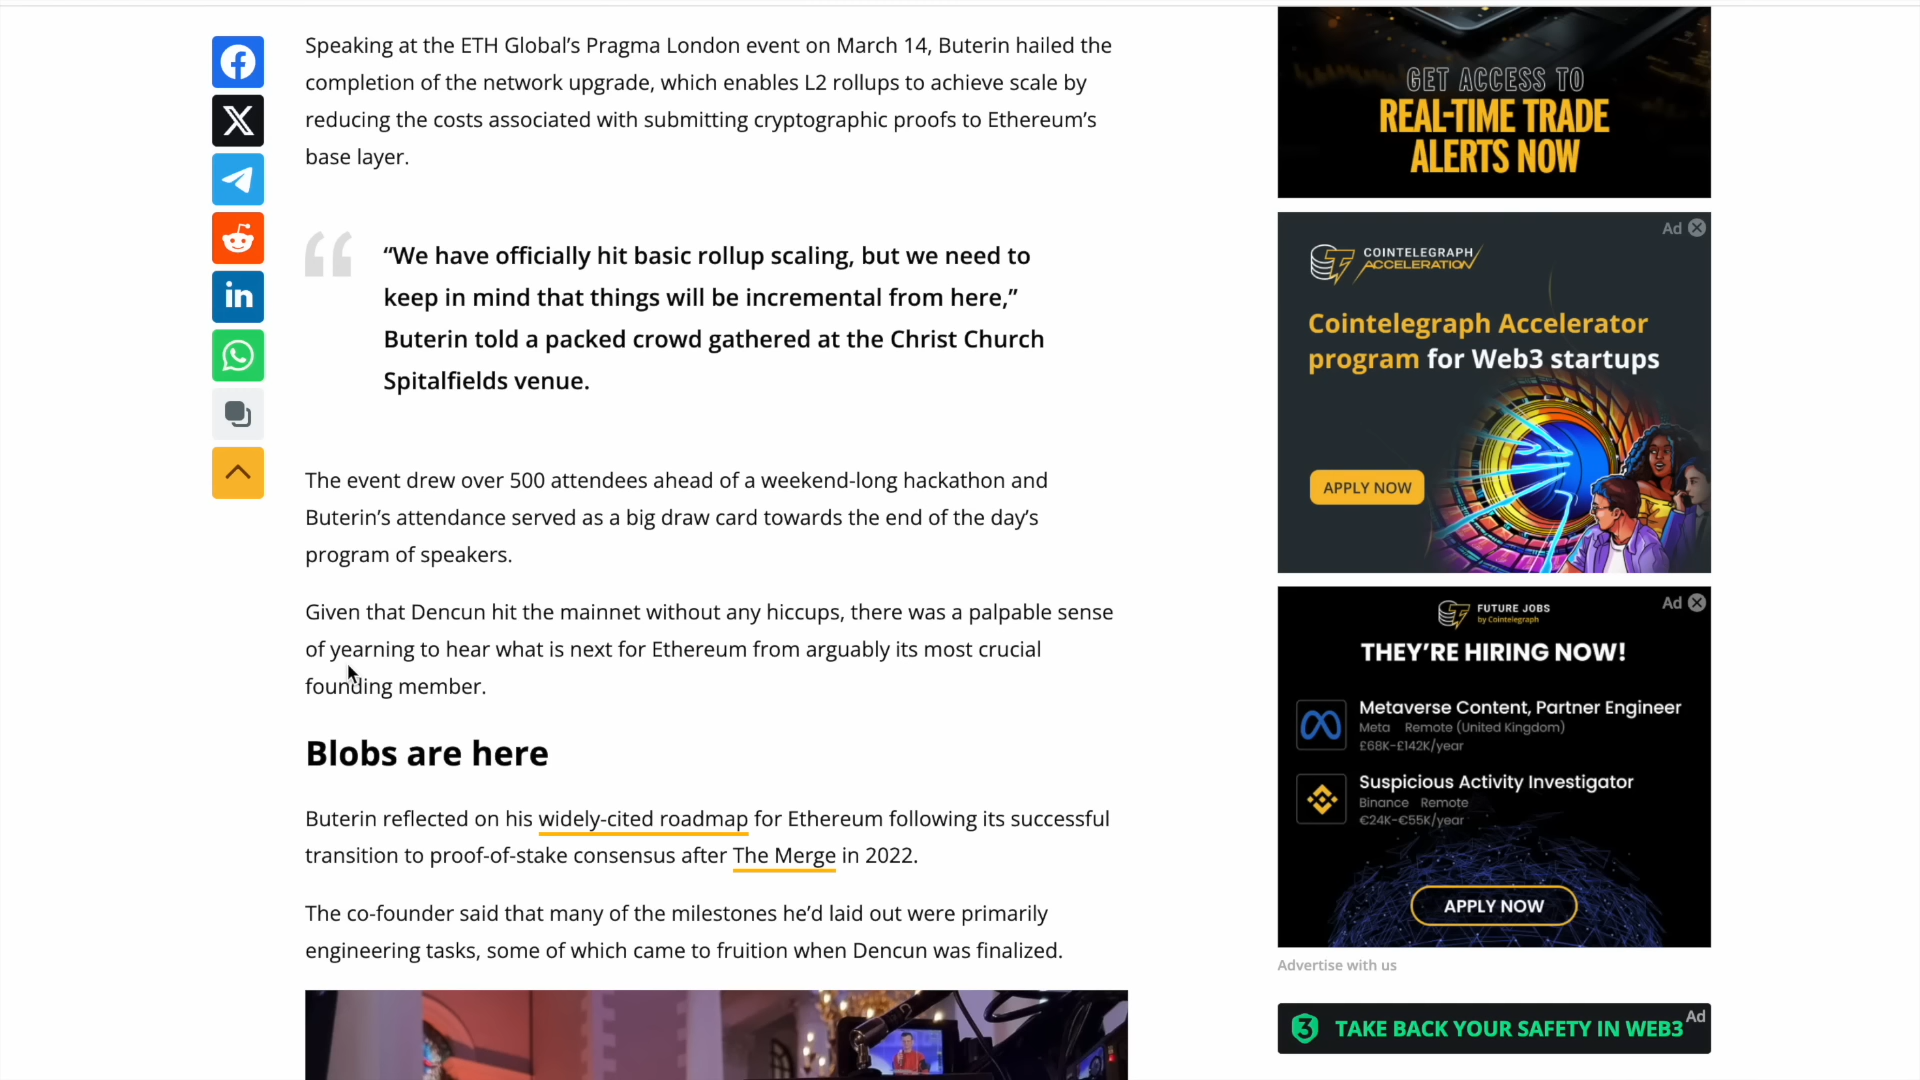 Speaking at the ETH Global’s Pragma London event on March 14, Buterin hailed the
completion of the network upgrade, which enables L2 rollups to achieve scale by
reducing the costs associated with submitting cryptographic proofs to Ethereum’s
base layer.
“We have officially hit basic rollup scaling, but we need to
keep in mind that things will be incremental from here,”
Buterin told a packed crowd gathered at the Christ Church
Spitalfields venue.
The event drew over 500 attendees ahead of a weekend-long hackathon and
Buterin’s attendance served as a big draw card towards the end of the day’s
program of speakers.
Given that Dencun hit the mainnet without any hiccups, there was a palpable sense
of yearning to hear what is next for Ethereum from arguably its most crucial
founding member.
Blobs are here
Buterin reflected on his widely-cited roadmap for Ethereum following its successful
transition to proof-of-stake consensus after The Merge in 2022.
The co-founder said that many of the milestones he’d laid out were primarily
engineering tasks, some of which came to fruition when Dencun was finalized.
GET ACCESS TO
REAL-TIME TRADE
ALERTS NOW
Ad
COINTELEGRAPH
ACCELERATION
Cointelegraph Accelerator
program for Web3 startups
APPLY NOW
Ad
FUTURE JOBS
by Cointelegraph
THEY’RE HIRING NOW!
Metaverse Content, Partner Engineer
Meta Remote (United Kingdom)
£68K-£142K/year
Suspicious Activity Investigator
Binance Remote
€24K-€55K/year
APPLY NOW
Advertise with us
TAKE BACK YOUR SAFETY IN WEB3
Ad